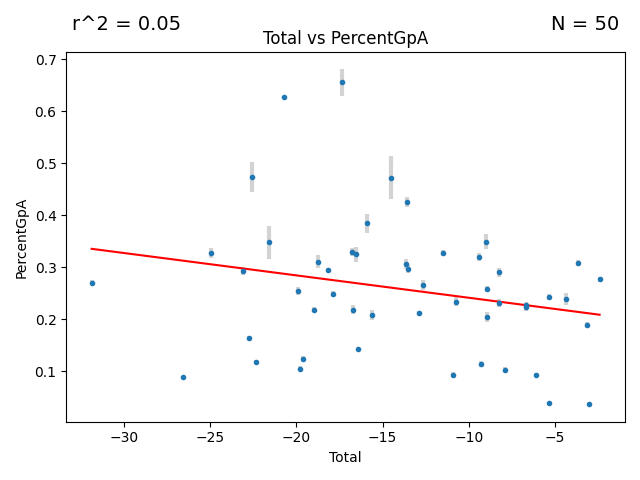 r^2 = 0.05
N = 50
Total vs PercentGpA
PercentGpA
0.7
0.6
0.5
0.4
0.3
0.2
0.1
−30
−25
−20
−15
−10
−5
Total